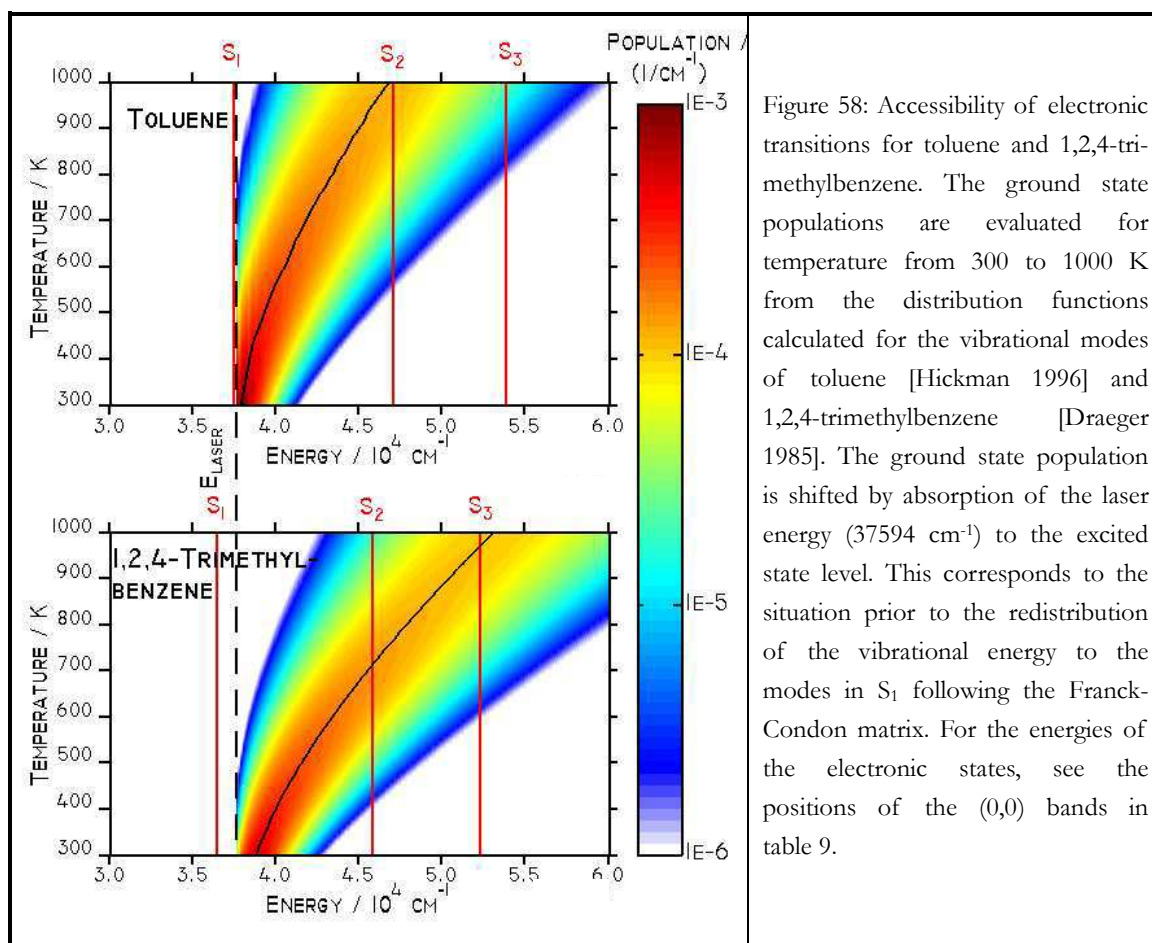 POPULATION /
(1/CM⁻¹)
S₁ S₂ S₃
TOLUENE
TEMPERATURE / K
1000
900
800
700
600
500
400
300
3.0 3.5 4.0 4.5 5.0 5.5 6.0
ENERGY / 10⁴ CM⁻¹
E_LASER
S₁ S₂ S₃
1,2,4-TRIMETHYL-
BENZENE
TEMPERATURE / K
1000
900
800
700
600
500
400
300
3.0 3.5 4.0 4.5 5.0 5.5 6.0
ENERGY / 10⁴ CM⁻¹
1E-3
1E-4
1E-5
1E-6
Figure 58: Accessibility of electronic
transitions for toluene and 1,2,4-tri-
methylbenzene. The ground state
populations are evaluated for
temperature from 300 to 1000 K
from the distribution functions
calculated for the vibrational modes
of toluene [Hickman 1996] and
1,2,4-trimethylbenzene [Draeger
1985]. The ground state population
is shifted by absorption of the laser
energy (37594 cm⁻¹) to the excited
state level. This corresponds to the
situation prior to the redistribution
of the vibrational energy to the
modes in S₁ following the Franck-
Condon matrix. For the energies of
the electronic states, see the
positions of the (0,0) bands in
table 9.